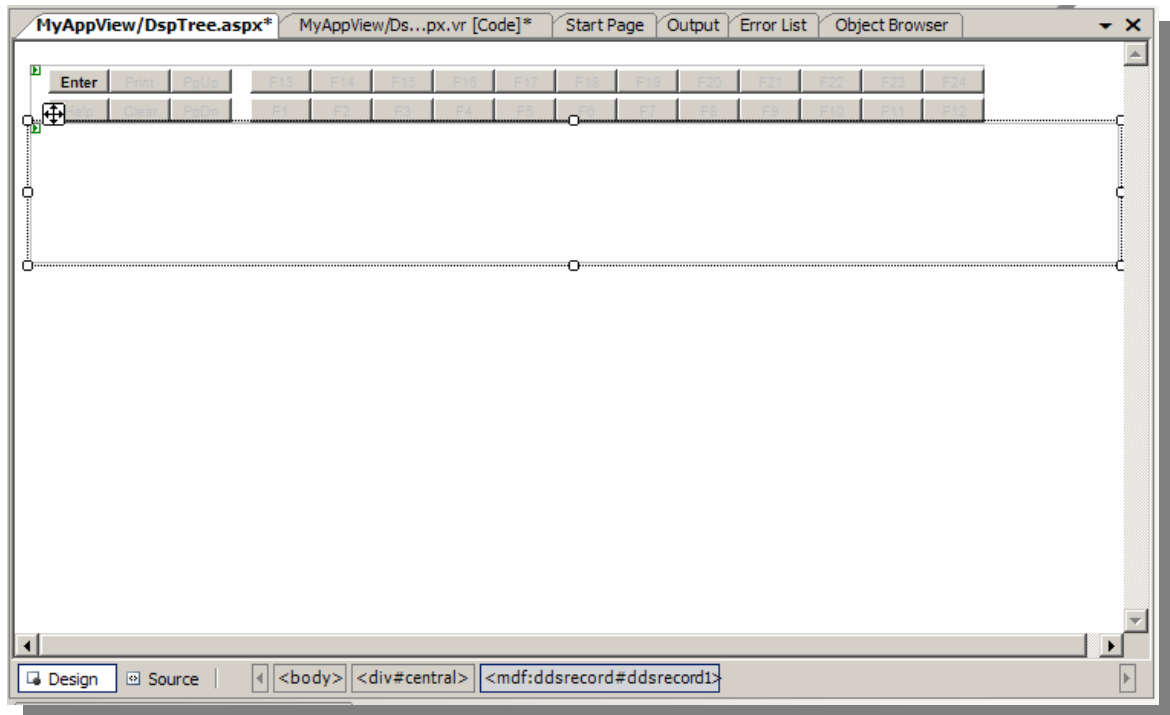 MyAppView/DspTree.aspx* MyAppView/Ds...px.vr [Code]* Start Page Output Error List Object Browser
Enter Print PgUp F13 F14 F15 F16 F17 F18 F19 F20 F21 F22 F23 F24
Help Clear PgDn F1 F2 F3 F4 F5 F6 F7 F8 F9 F10 F11 F12
Design Source <body> <div#central> <mdf:ddsrecord#ddsrecord1>